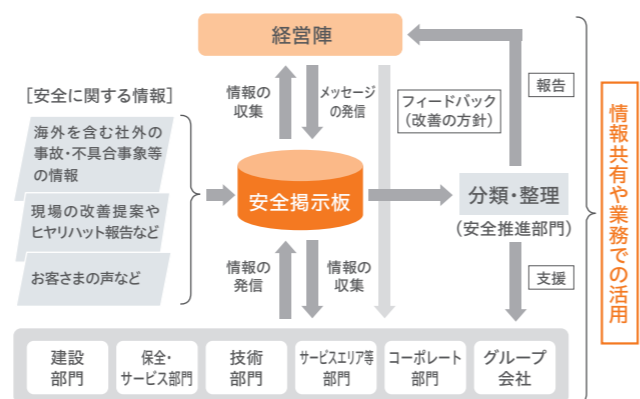 経営陣
情報の
収集
メッセージ
の発信
フィードバック
(改善の方針)
報告
[安全に関する情報]
海外を含む社外の
事故・不具合事象等
の情報
現場の改善提案や
ヒヤリハット報告など
お客さまの声など
安全掲示板
分類・整理
(安全推進部門)
情報の
発信
情報の
収集
支援
建設
部門
保全・
サービス部門
技術
部門
サービスエリア等
部門
コーポレート
部門
グループ
会社
情報共有や業務での活用